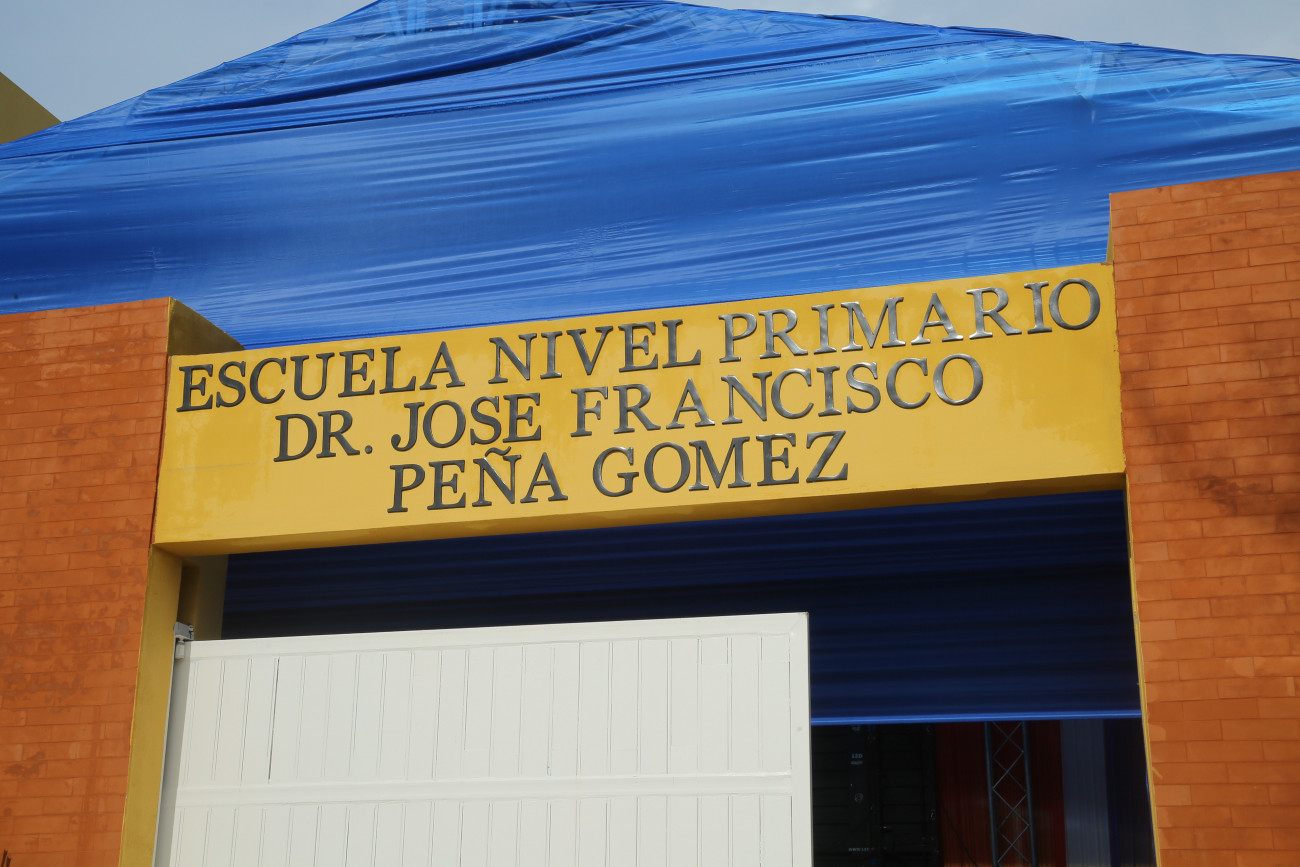 ESCUELA NIVEL PRIMARIO
DR. JOSE FRANCISCO
PEÑA GOMEZ